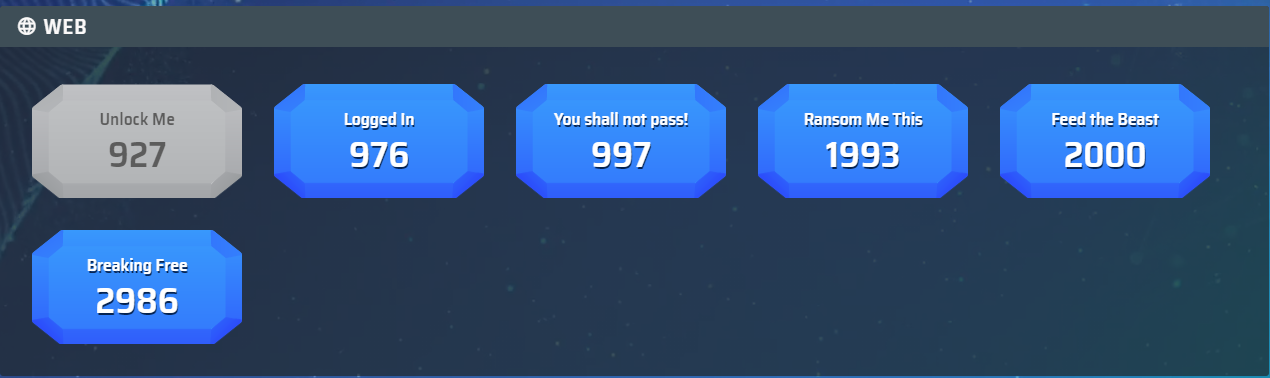 WEB
Unlock Me
927
Logged In
976
You shall not pass!
997
Ransom Me This
1993
Feed the Beast
2000
Breaking Free
2986